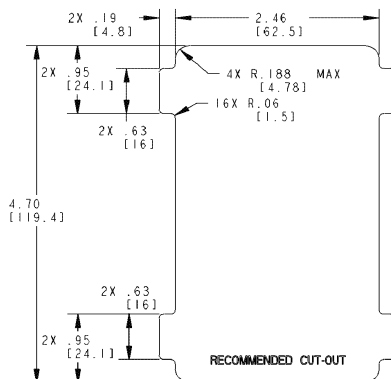 2X .19
[4.8]
2.46
[62.5]
2X .95
[24.1]
4X R.188 MAX
[4.78]
16X R.06
[1.5]
2X .63
[16]
4.70
[119.4]
2X .63
[16]
2X .95
[24.1]
RECOMMENDED CUT-OUT